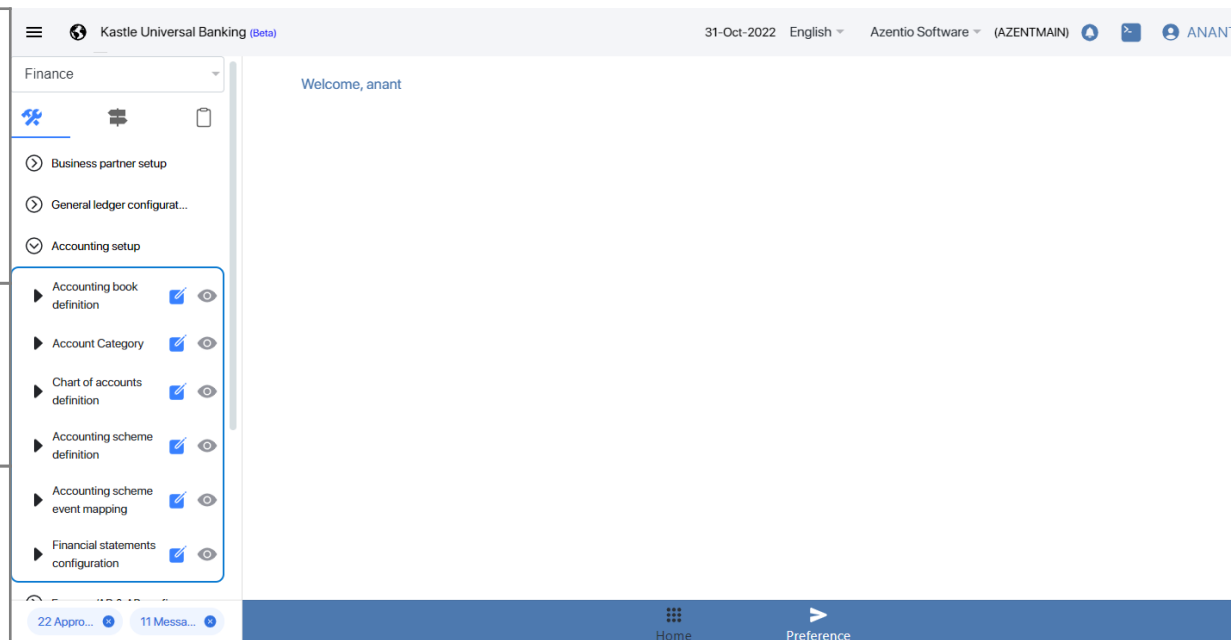 Kastle Universal Banking (Beta)
31-Oct-2022 English Azentio Software (AZENTMAIN) ANANT
Finance
Welcome, anant
Business partner setup
General ledger configurat...
Accounting setup
Accounting book
definition
Account Category
Chart of accounts
definition
Accounting scheme
definition
Accounting scheme
event mapping
Financial statements
configuration
22 Appro... 11 Messa...
Home Preference